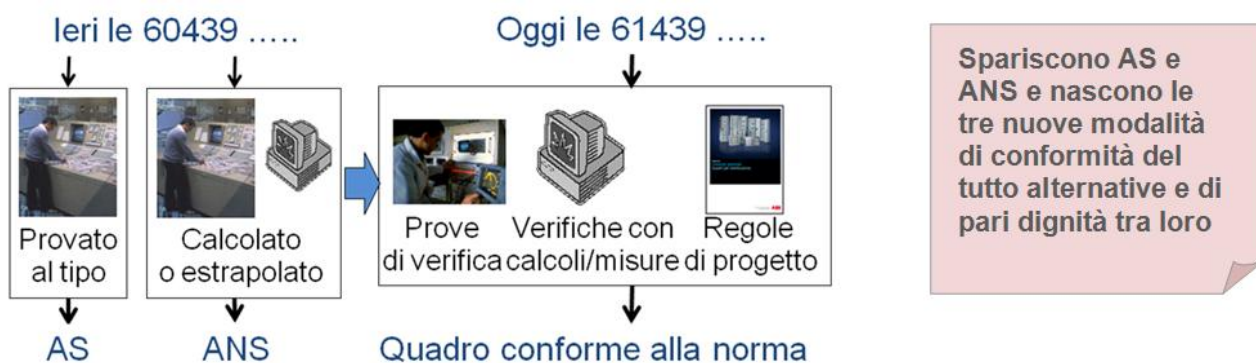 Ieri le 60439 .....
Oggi le 61439 .....
Provato
al tipo
Calcolato
o estrapolato
Prove
di verifica
Verifiche con
calcoli/misure
Regole
di progetto
AS
ANS
Quadro conforme alla norma
Spariscono AS e
ANS e nascono le
tre nuove modalità
di conformità del
tutto alternative e di
pari dignità tra loro